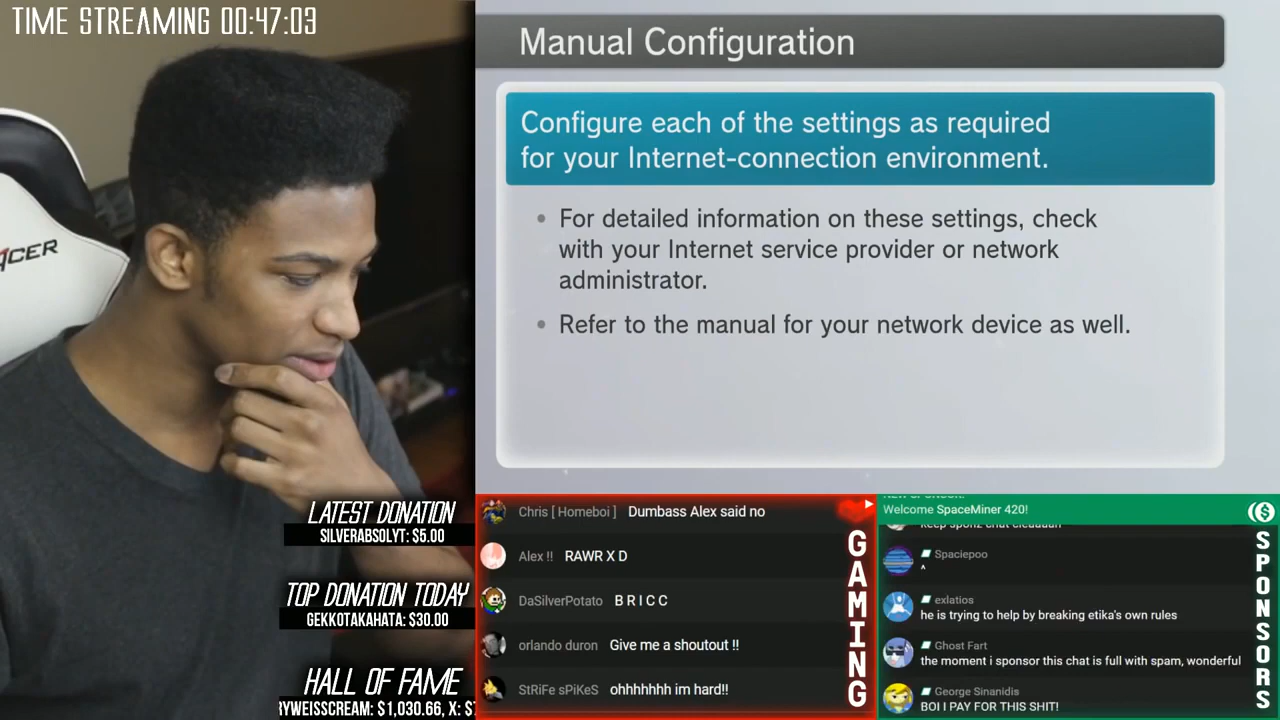 TIME STREAMING 00:47:03
Manual Configuration
Configure each of the settings as required
for your Internet-connection environment.
• For detailed information on these settings, check
with your Internet service provider or network
administrator.
• Refer to the manual for your network device as well.
LATEST DONATION
SILVERABSOLYT: $5.00
TOP DONATION TODAY
GEKKOTAKAHATA: $30.00
HALL OF FAME
RYWEISSCREAM: $1,030.66, X: $
Chris [ Homeboi ] Dumbass Alex said no
Alex !! RAWR X D
DaSilverPotato B R I C C
orlando duron Give me a shoutout !!
StRiFe sPiKeS ohhhhhhh im hard!!
GAMING
Welcome SpaceMiner 420!
Spaciepoo
^
exlatios
he is trying to help by breaking etika's own rules
Ghost Fart
the moment i sponsor this chat is full with spam, wonderful
George Sinanidis
BOI I PAY FOR THIS SHIT!
SPONSORS